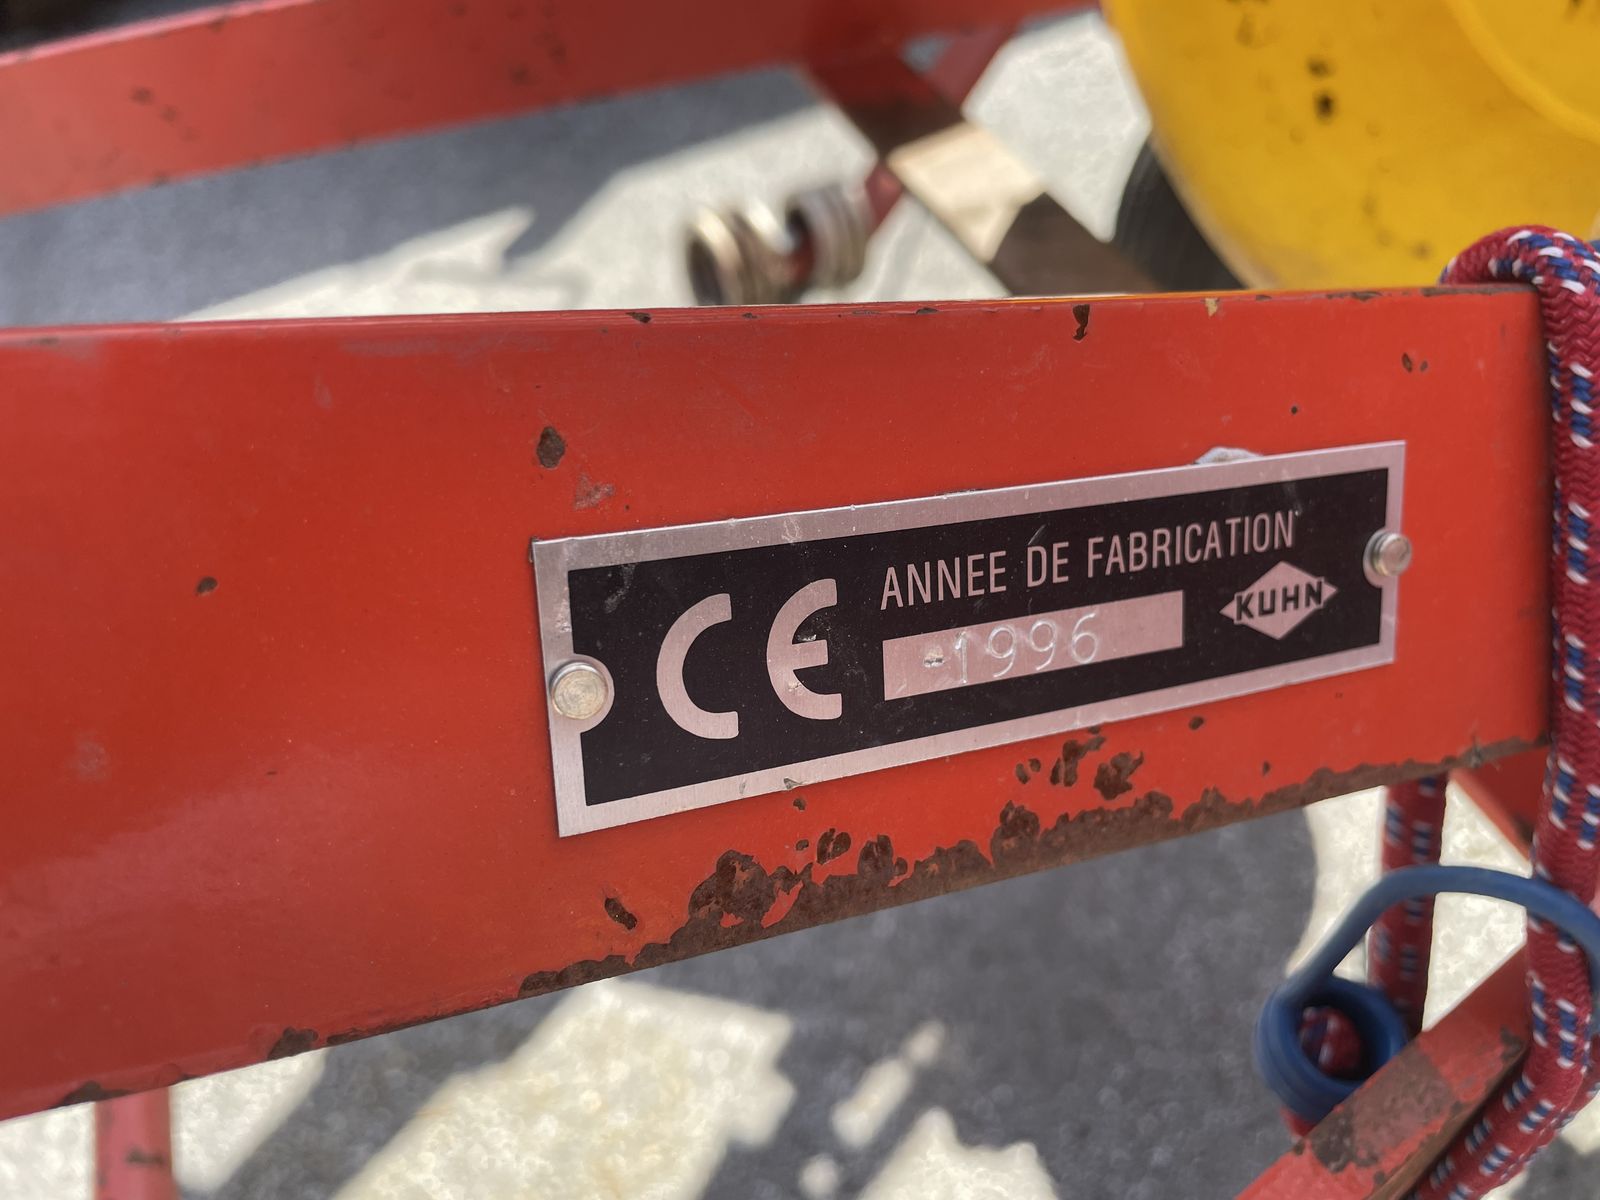 CE
ANNEE DE FABRICATION
-1996
KUHN